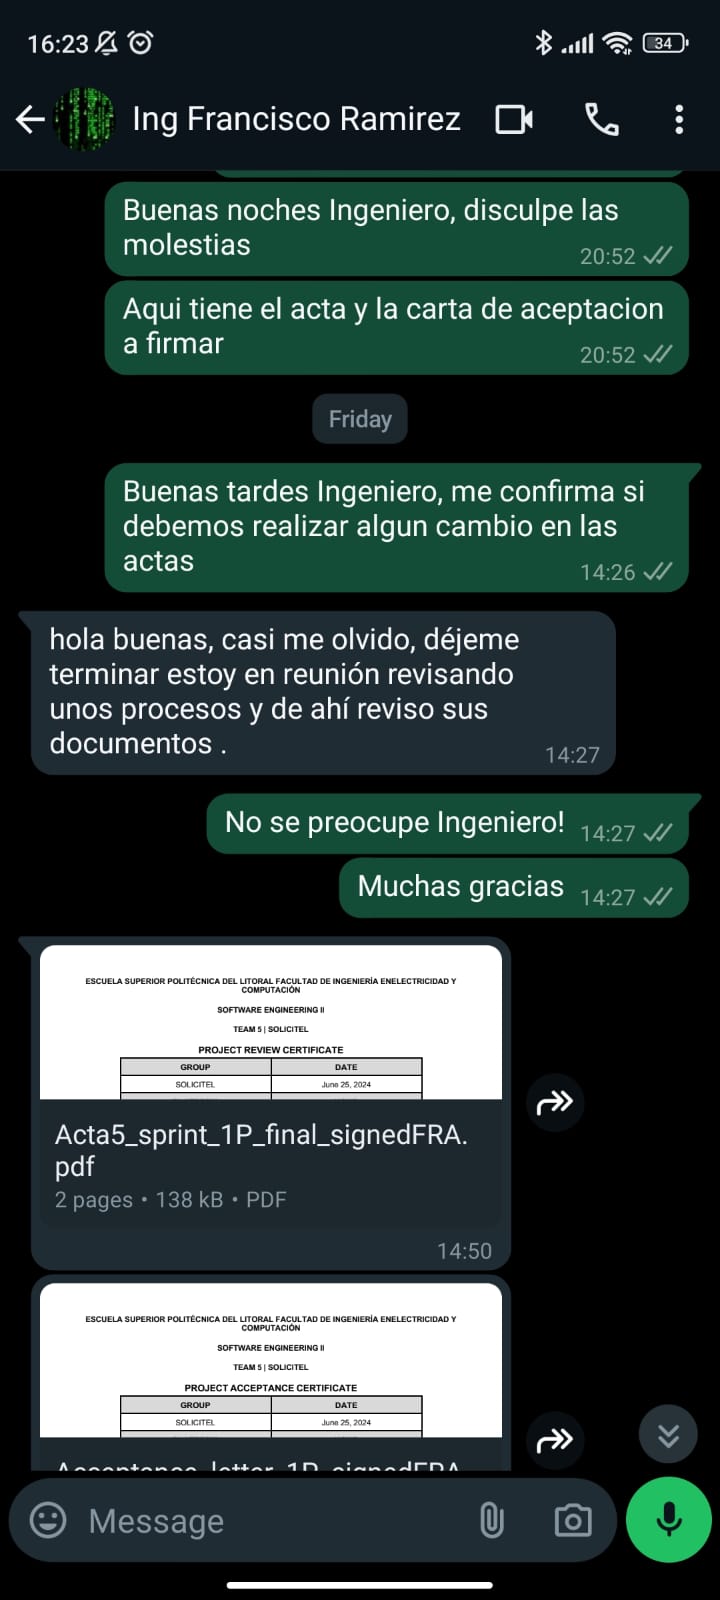 16:23
34
Ing Francisco Ramirez
Buenas noches Ingeniero, disculpe las
molestias
20:52
Aqui tiene el acta y la carta de aceptacion
a firmar
20:52
Friday
Buenas tardes Ingeniero, me confirma si
debemos realizar algun cambio en las
actas
14:26
hola buenas, casi me olvido, déjeme
terminar estoy en reunión revisando
unos procesos y de ahí reviso sus
documentos .
14:27
No se preocupe Ingeniero!
14:27
Muchas gracias
14:27
ESCUELA SUPERIOR POLITÉCNICA DEL LITORAL FACULTAD DE INGENIERÍA ENELECTRICIDAD Y
COMPUTACIÓN
SOFTWARE ENGINEERING II
TEAM 5 | SOLICITEL
PROJECT REVIEW CERTIFICATE
GROUP DATE
SOLICITEL June 25, 2024
Acta5_sprint_1P_final_signedFRA.
pdf
2 pages • 138 kB • PDF
14:50
ESCUELA SUPERIOR POLITÉCNICA DEL LITORAL FACULTAD DE INGENIERÍA ENELECTRICIDAD Y
COMPUTACIÓN
SOFTWARE ENGINEERING II
TEAM 5 | SOLICITEL
PROJECT ACCEPTANCE CERTIFICATE
GROUP DATE
SOLICITEL June 25, 2024
Acceptance_letter_1P_signedFRA
Message